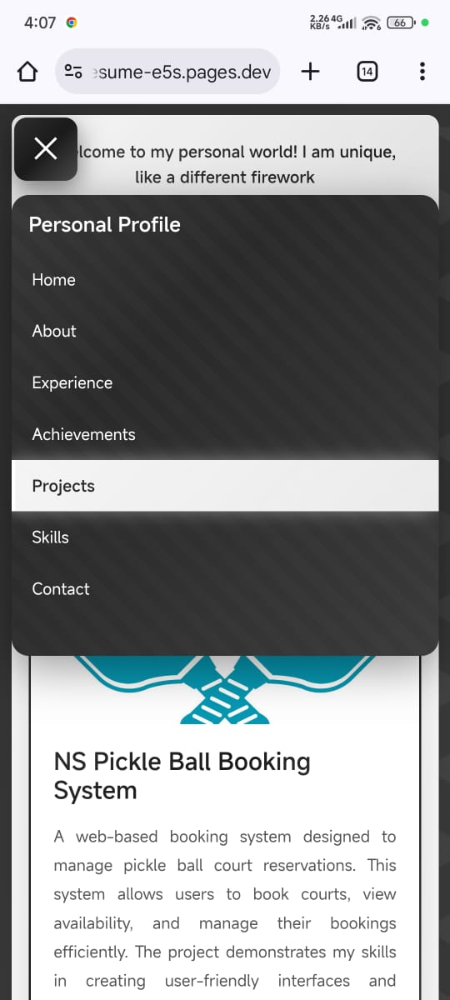 4:07
2.26 4G
KB/s
6
66
sume-e5s.pages.dev
14
lcome to my personal world! I am unique,
like a different firework
Personal Profile
Home
About
Experience
Achievements
Projects
Skills
Contact
NS Pickle Ball Booking
System
A web-based booking system designed to
manage pickle ball court reservations. This
system allows users to book courts, view
availability, and manage their bookings
efficiently. The project demonstrates my skills
in creating user-friendly interfaces and